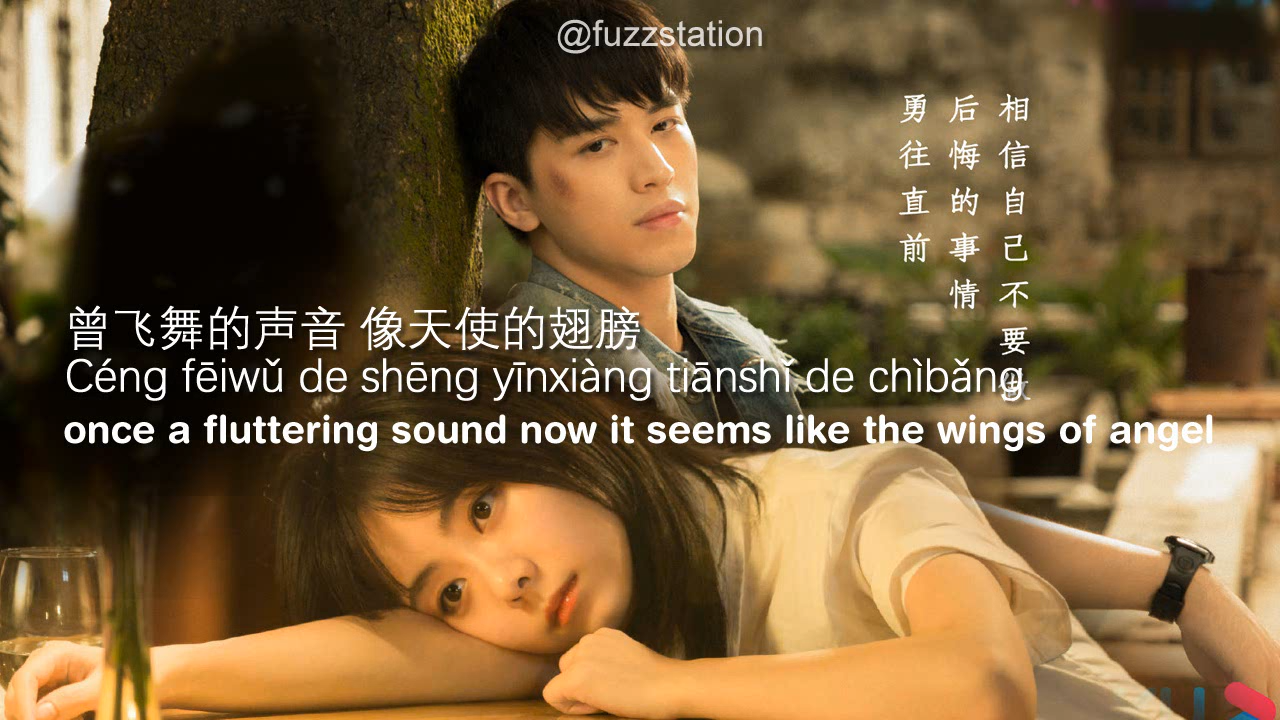 @fuzzstation
相信自己不要
后悔的事情
勇往直前
曾飞舞的声音 像天使的翅膀
Céng fēiwǔ de shēng yīnxiàng tiānshǐ de chìbǎng
once a fluttering sound now it seems like the wings of angel